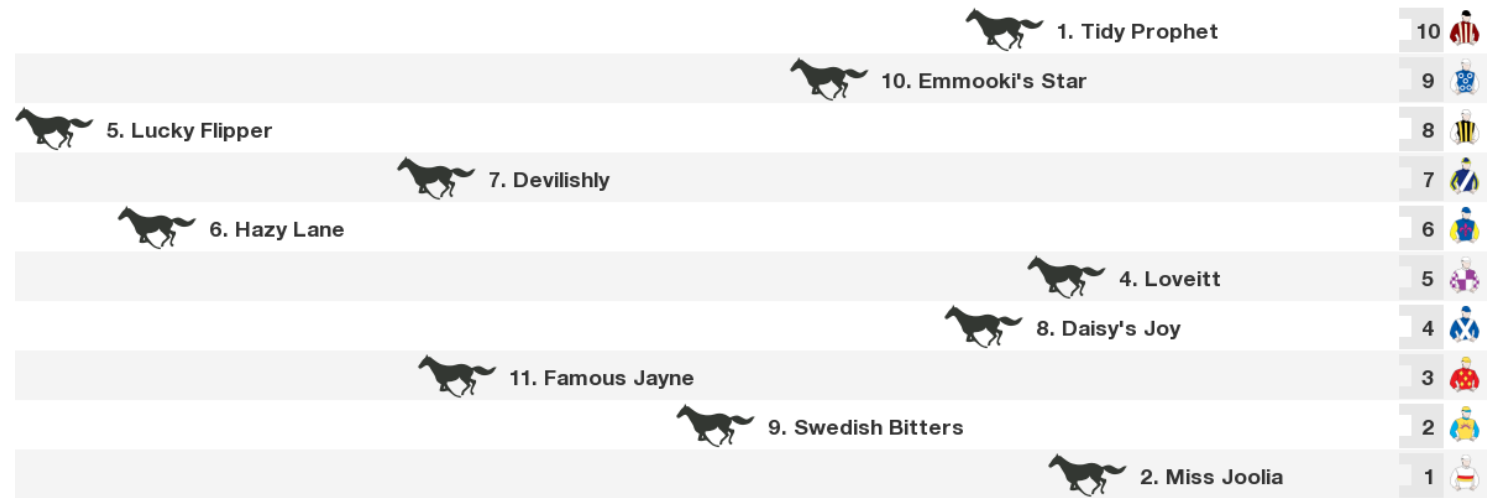 1. Tidy Prophet 10
10. Emmooki's Star 9
5. Lucky Flipper 8
7. Devilishly 7
6. Hazy Lane 6
4. Loveitt 5
8. Daisy's Joy 4
11. Famous Jayne 3
9. Swedish Bitters 2
2. Miss Joolia 1